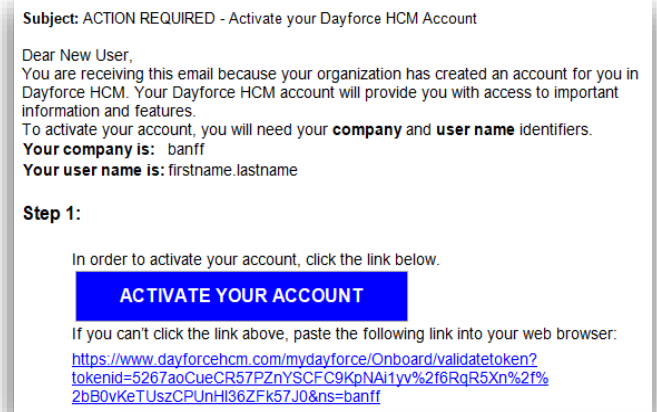 Subject: ACTION REQUIRED - Activate your Dayforce HCM Account
Dear New User,
You are receiving this email because your organization has created an account for you in
Dayforce HCM. Your Dayforce HCM account will provide you with access to important
information and features.
To activate your account, you will need your company and user name identifiers.
Your company is: banff
Your user name is: firstname.lastname
Step 1:
In order to activate your account, click the link below.
ACTIVATE YOUR ACCOUNT
If you can't click the link above, paste the following link into your web browser:
https://www.dayforcehcm.com/mydayforce/Onboard/validatetoken?
tokenid=5267aoCueCR57PZnYSCFC9KpNAi1yv%2f6RqR5Xn%2f%
2bB0vKeTUszCPUnHl36ZFk57J0&ns=banff